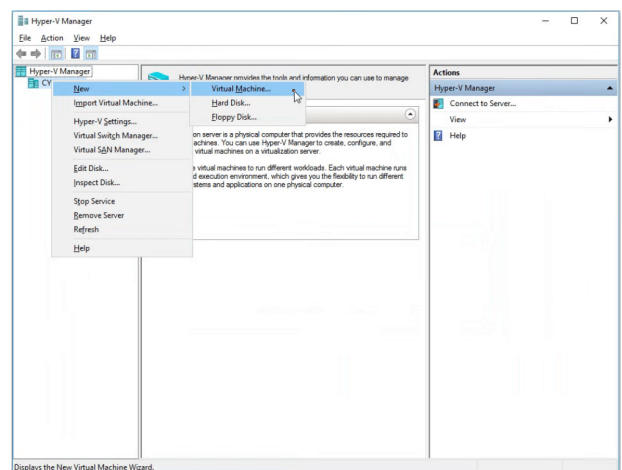 Hyper-V Manager
File Action View Help
Hyper-V Manager
CY
New
Import Virtual Machine...
Hyper-V Settings...
Virtual Switch Manager...
Virtual SAN Manager...
Edit Disk...
Inspect Disk...
Stop Service
Remove Server
Refresh
Help
Virtual Machine...
Hard Disk...
Floppy Disk...
Hyper-V Manager provides the tools and information you can use to manage
on server is a physical computer that provides the resources required to
achines. You can use Hyper-V Manager to create, configure, and
virtual machines on a virtualization server.
virtual machines to run different workloads. Each virtual machine runs
d execution environment, which gives you the flexibility to run different
stems and applications on one physical computer.
Actions
Hyper-V Manager
Connect to Server...
View
Help
Displays the New Virtual Machine Wizard.